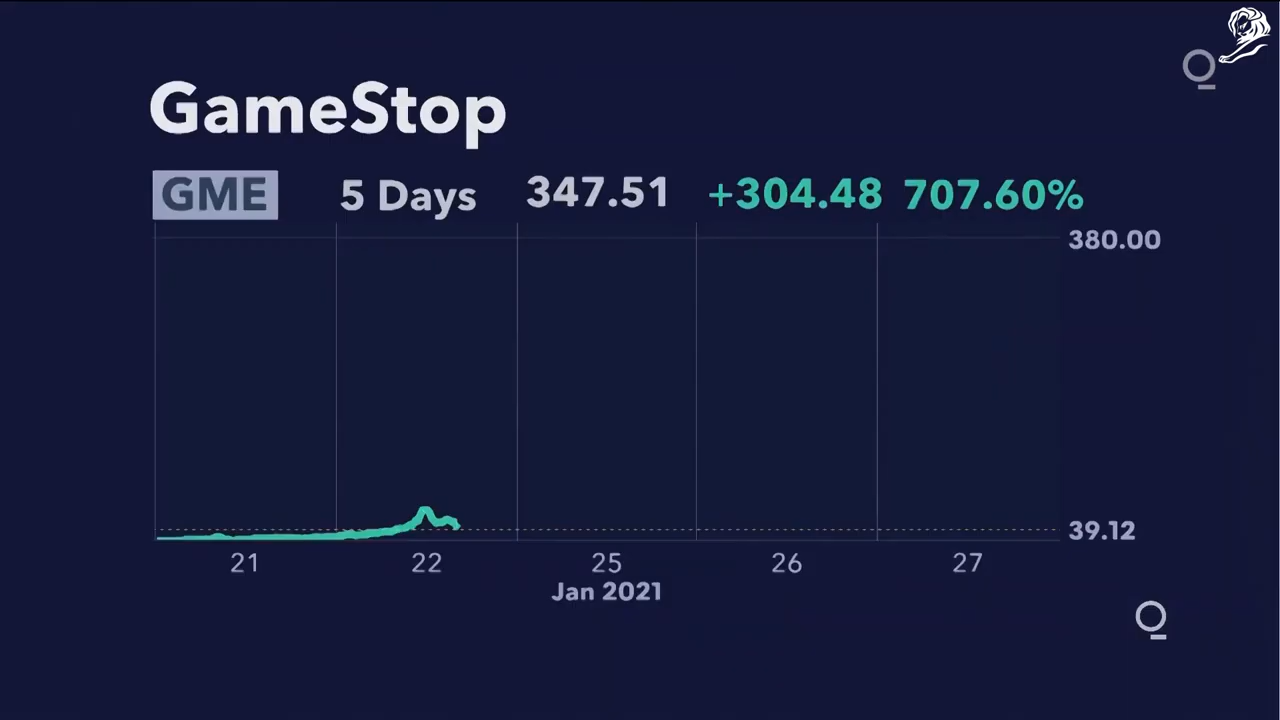 GameStop
GME 5 Days 347.51 +304.48 707.60%
380.00
39.12
21 22 25 26 27
Jan 2021